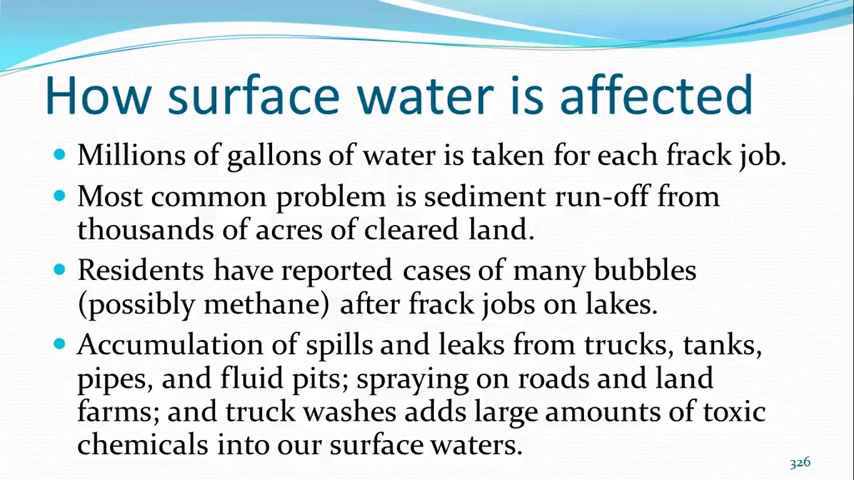 How surface water is affected
Millions of gallons of water is taken for each frack job.
Most common problem is sediment run-off from
thousands of acres of cleared land.
Residents have reported cases of many bubbles
(possibly methane) after frack jobs on lakes.
Accumulation of spills and leaks from trucks, tanks,
pipes, and fluid pits; spraying on roads and land
farms; and truck washes adds large amounts of toxic
chemicals into our surface waters.
326